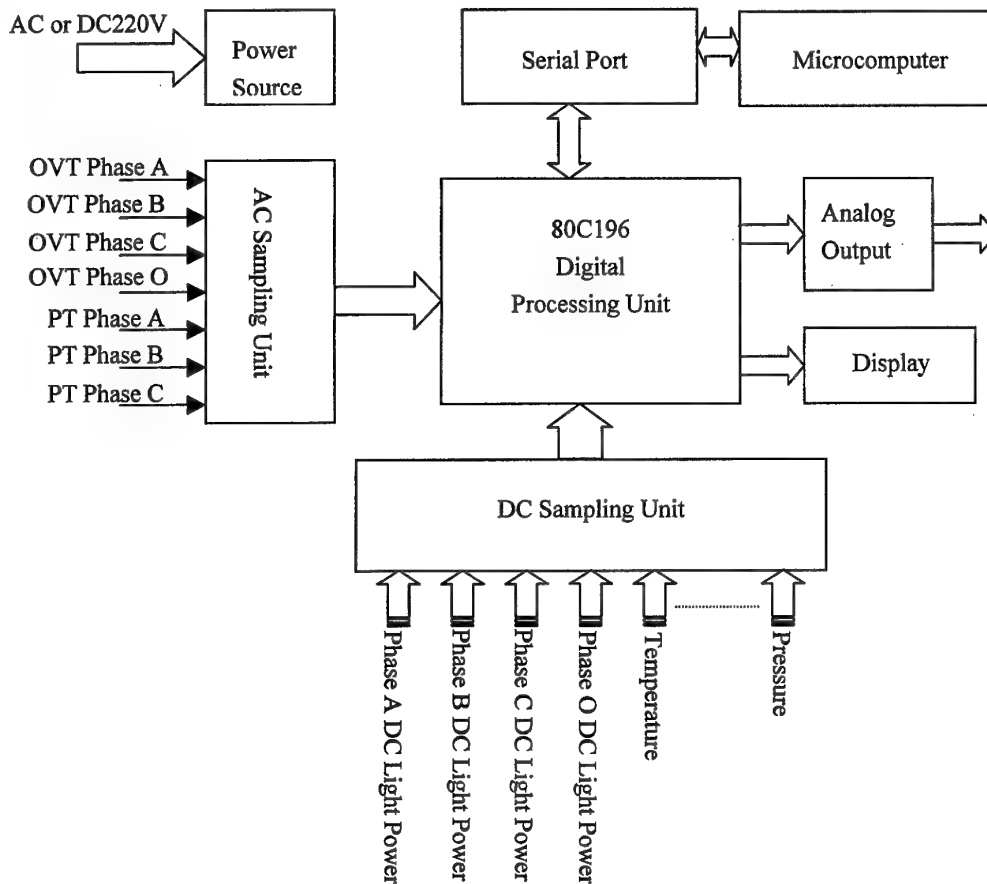 AC or DC220V
Power
Source
Serial Port
Microcomputer
OVT Phase A
OVT Phase B
OVT Phase C
OVT Phase O
PT Phase A
PT Phase B
PT Phase C
AC Sampling Unit
80C196
Digital
Processing Unit
Analog
Output
Display
DC Sampling Unit
Phase A DC Light Power
Phase B DC Light Power
Phase C DC Light Power
Phase O DC Light Power
Temperature
Pressure